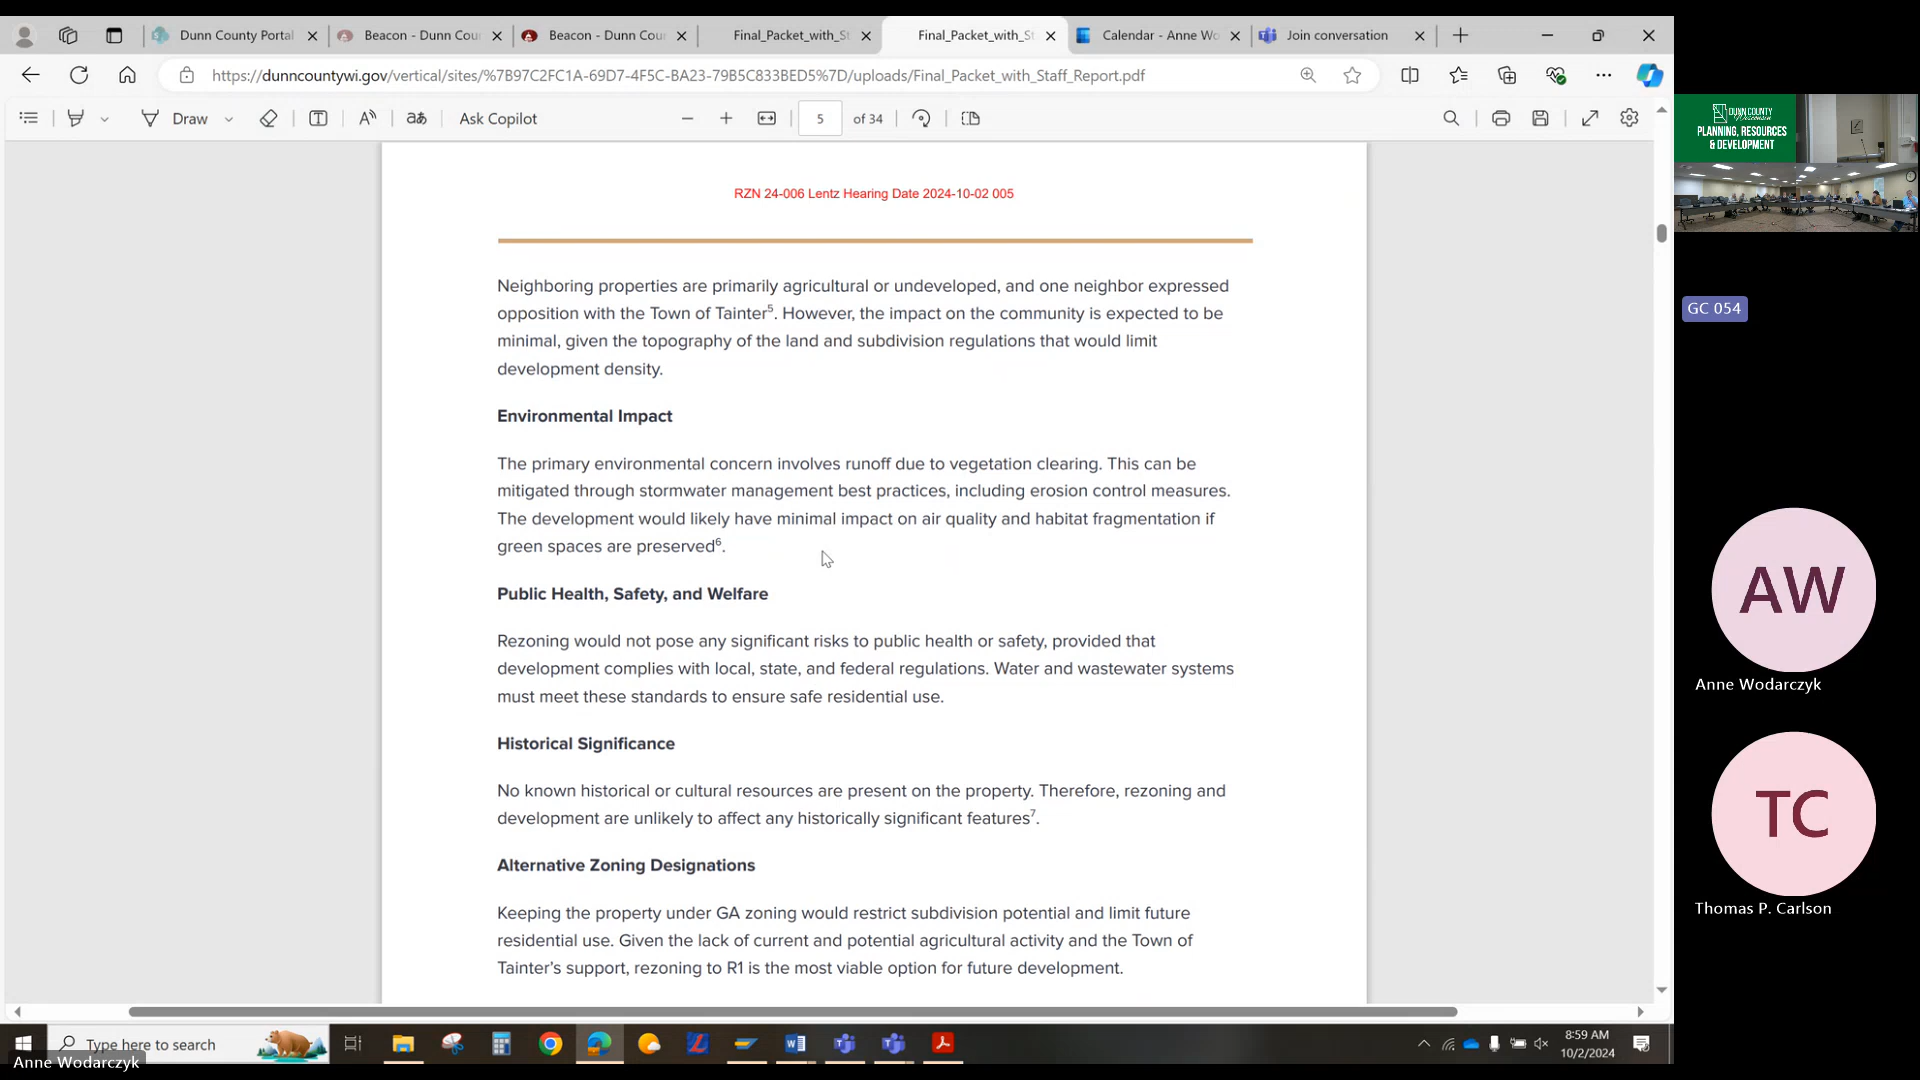 Dunn County Portal
Beacon - Dunn Cou
Beacon - Dunn Cou
Final_Packet_with_St
Final_Packet_with_St
Calendar - Anne Wo
Join conversation
https://dunncountywi.gov/vertical/sites/%7B97C2FC1A-69D7-4F5C-BA23-79B5C833BED5%7D/uploads/Final_Packet_with_Staff_Report.pdf
Draw
Ask Copilot
5 of 34
RZN 24-006 Lentz Hearing Date 2024-10-02 005
Neighboring properties are primarily agricultural or undeveloped, and one neighbor expressed
opposition with the Town of Tainter5. However, the impact on the community is expected to be
minimal, given the topography of the land and subdivision regulations that would limit
development density.
Environmental Impact
The primary environmental concern involves runoff due to vegetation clearing. This can be
mitigated through stormwater management best practices, including erosion control measures.
The development would likely have minimal impact on air quality and habitat fragmentation if
green spaces are preserved6.
Public Health, Safety, and Welfare
Rezoning would not pose any significant risks to public health or safety, provided that
development complies with local, state, and federal regulations. Water and wastewater systems
must meet these standards to ensure safe residential use.
Historical Significance
No known historical or cultural resources are present on the property. Therefore, rezoning and
development are unlikely to affect any historically significant features7.
Alternative Zoning Designations
Keeping the property under GA zoning would restrict subdivision potential and limit future
residential use. Given the lack of current and potential agricultural activity and the Town of
Tainter's support, rezoning to R1 is the most viable option for future development.
Type here to search
8:59 AM
10/2/2024
Anne Wodarczyk
DUNN COUNTY
Wisconsin
PLANNING, RESOURCES
& DEVELOPMENT
GC 054
AW
Anne Wodarczyk
TC
Thomas P. Carlson